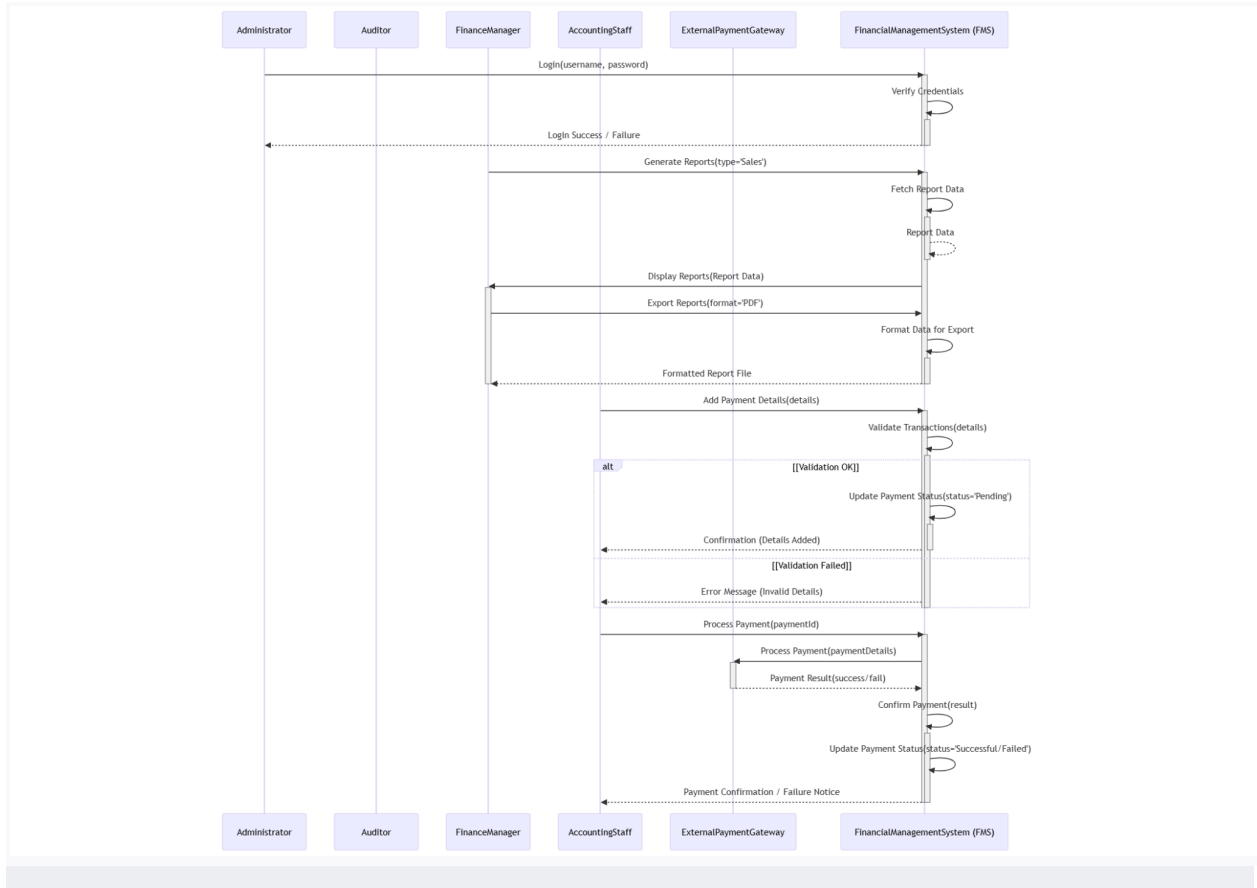 Administrator
Auditor
FinanceManager
AccountingStaff
ExternalPaymentGateway
FinancialManagementSystem (FMS)
Login(username, password)
Verify Credentials
Login Success / Failure
Generate Reports(type='Sales')
Fetch Report Data
Report Data
Display Reports(Report Data)
Export Reports(format='PDF')
Format Data for Export
Formatted Report File
Add Payment Details(details)
Validate Transactions(details)
alt
[[Validation OK]]
Update Payment Status(status='Pending')
Confirmation (Details Added)
[[Validation Failed]]
Error Message (Invalid Details)
Process Payment(paymentId)
Process Payment(paymentDetails)
Payment Result(success/fail)
Confirm Payment(result)
Update Payment Status(status='Successful/Failed')
Payment Confirmation / Failure Notice
Administrator
Auditor
FinanceManager
AccountingStaff
ExternalPaymentGateway
FinancialManagementSystem (FMS)